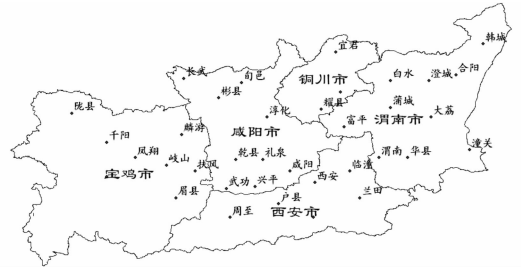 韩城
宜君
长武
旬邑
铜川市
白水
澄城
合阳
彬县
陇县
淳化
耀县
蒲城
大荔
富平
渭南市
千阳
麟游
咸阳市
凤翔
岐山
扶风
乾县
礼泉
咸阳
临潼
渭南
华县
潼关
宝鸡市
眉县
武功
兴平
西安
兰田
户县
周至
西安市